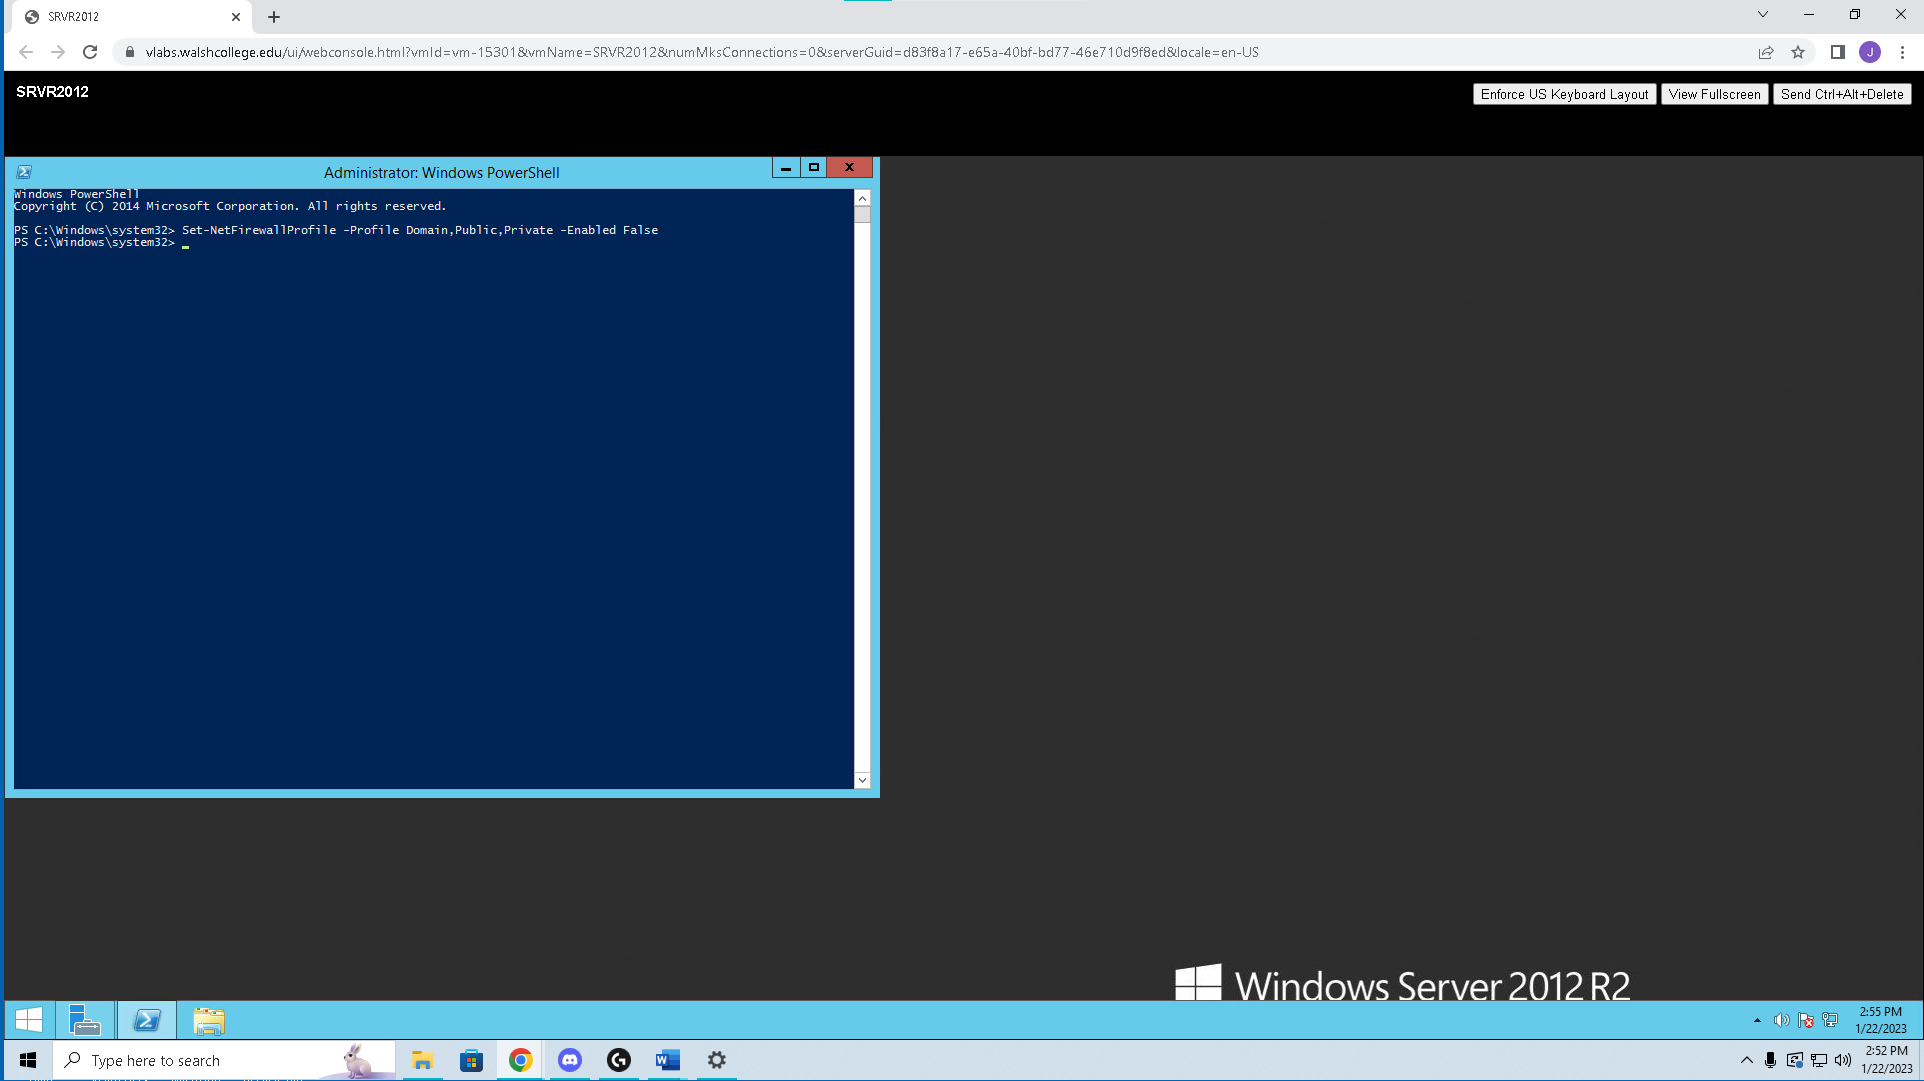 SRVR2012
vlabs.walshcollege.edu/ui/webconsole.html?vmId=vm-15301&vmName=SRVR2012&numMksConnections=0&serverGuid=d83f8a17-e65a-40bf-bd77-46e710d9f8ed&locale=en-US
J
SRVR2012
Enforce US Keyboard Layout
View Fullscreen
Send Ctrl+Alt+Delete
Administrator: Windows PowerShell
Windows PowerShell
Copyright (C) 2014 Microsoft Corporation. All rights reserved.
PS C:\Windows\system32> Set-NetFirewallProfile -Profile Domain,Public,Private -Enabled False
PS C:\Windows\system32>
Windows Server 2012 R2
2:55 PM
1/22/2023
Type here to search
2:52 PM
1/22/2023